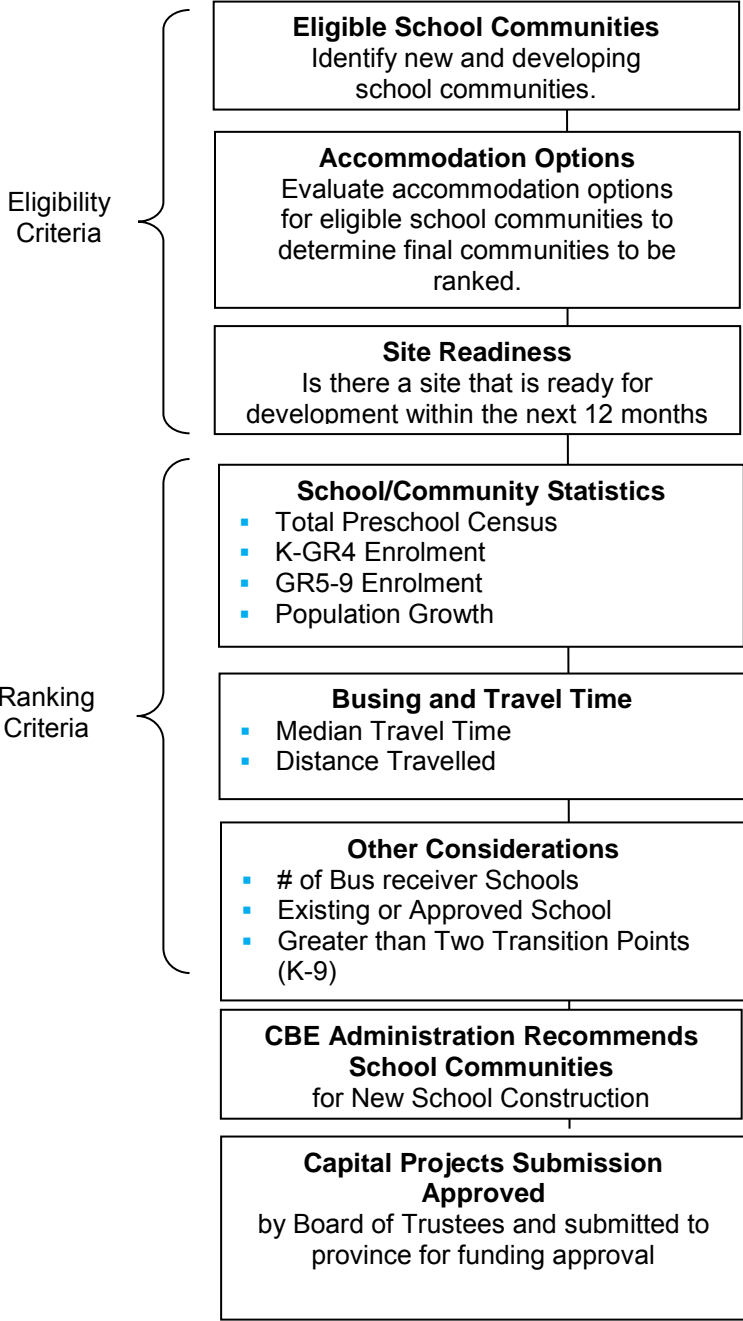 Eligible School Communities
Identify new and developing
school communities.
Accommodation Options
Evaluate accommodation options
for eligible school communities to
determine final communities to be
ranked.
Eligibility
Criteria
Site Readiness
Is there a site that is ready for
development within the next 12 months
School/Community Statistics
▪ Total Preschool Census
▪ K-GR4 Enrolment
▪ GR5-9 Enrolment
▪ Population Growth
Ranking
Criteria
Busing and Travel Time
▪ Median Travel Time
▪ Distance Travelled
Other Considerations
▪ # of Bus receiver Schools
▪ Existing or Approved School
▪ Greater than Two Transition Points
(K-9)
CBE Administration Recommends
School Communities
for New School Construction
Capital Projects Submission
Approved
by Board of Trustees and submitted to
province for funding approval